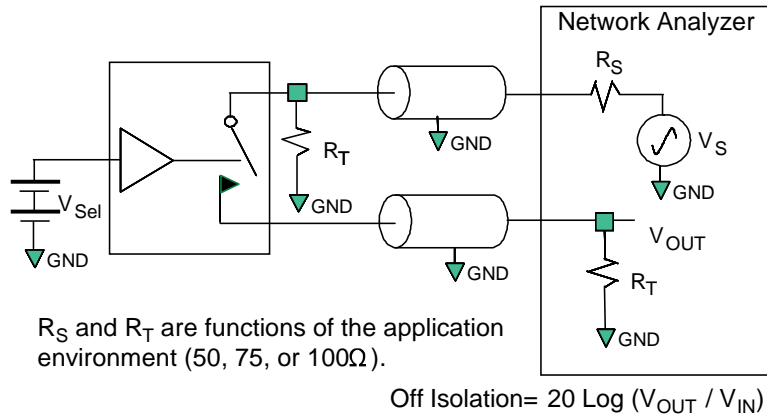 Network Analyzer
R_S
V_S
GND
GND
R_T
GND
V_Sel
GND
GND
V_OUT
R_T
GND
R_S and R_T are functions of the application
environment (50, 75, or 100Ω).
Off Isolation= 20 Log (V_OUT / V_IN)